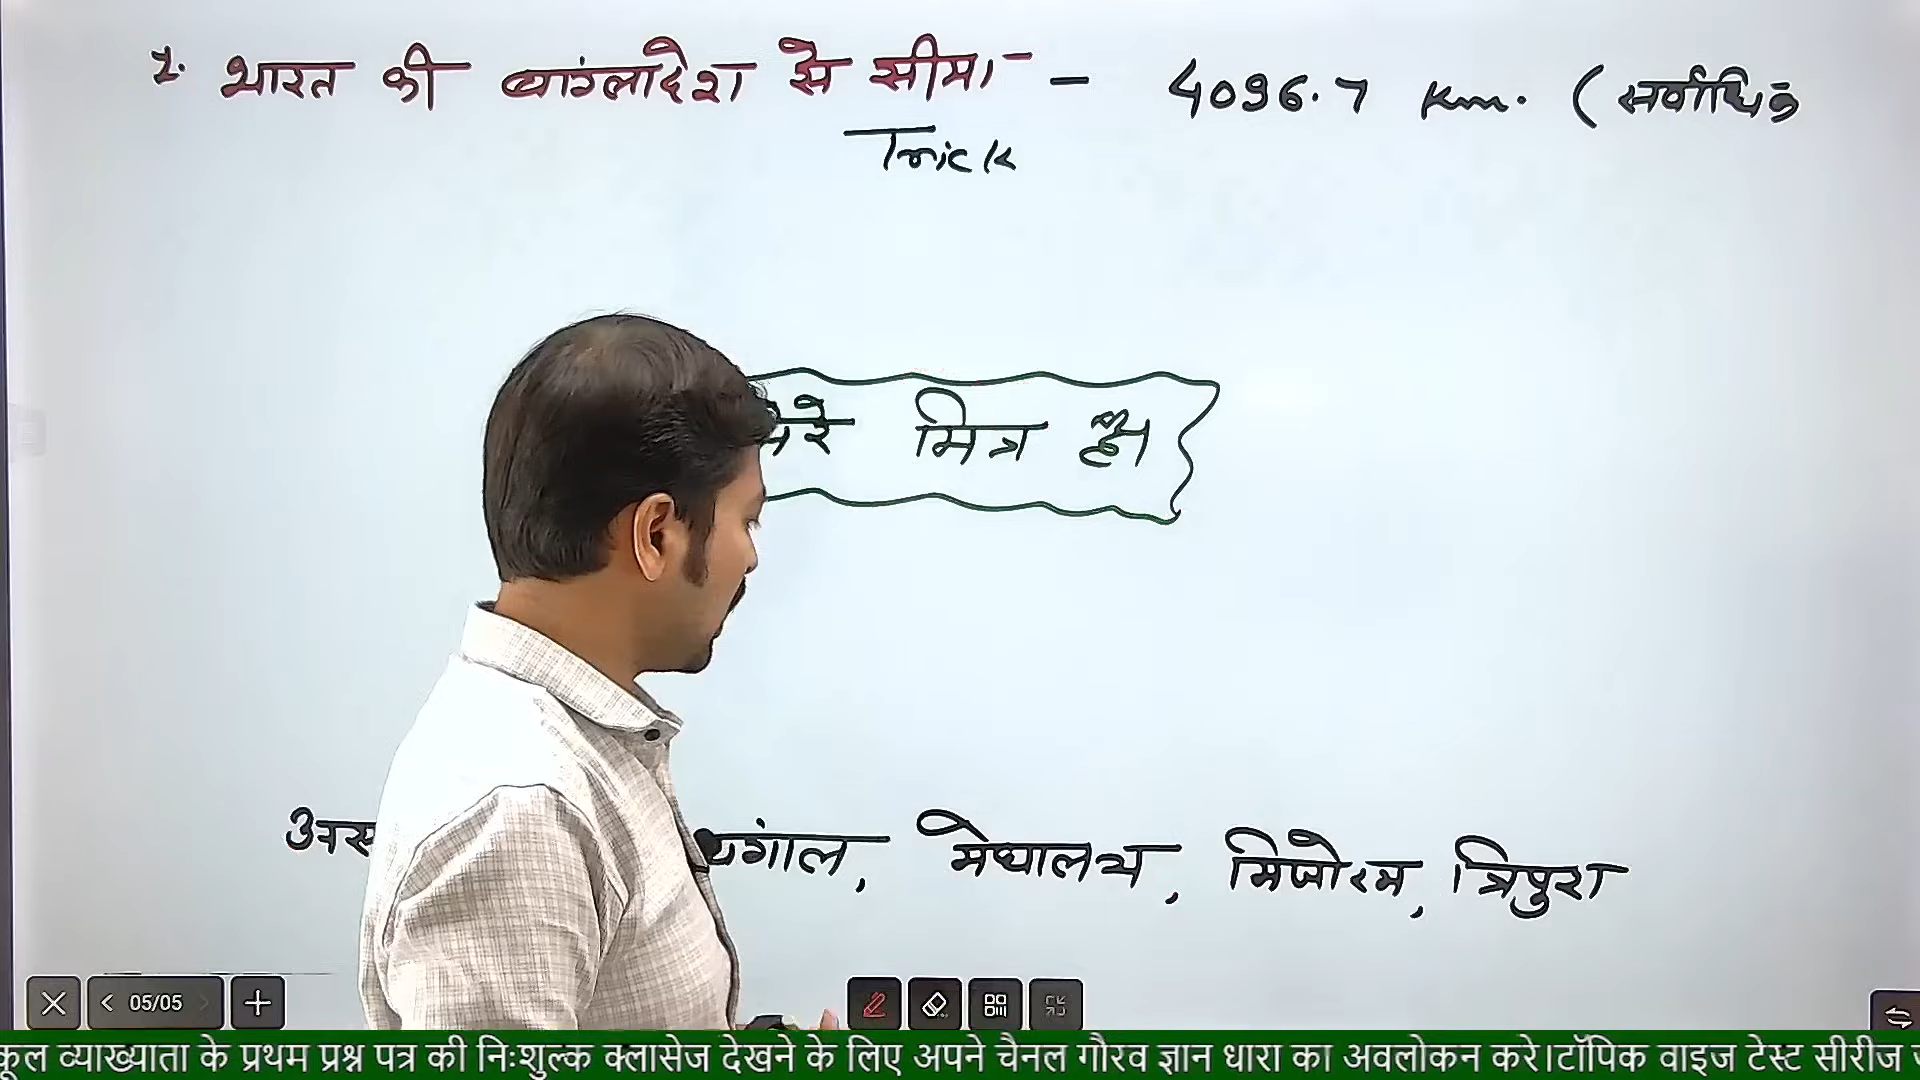 1. भारत की बांग्लादेश से सीमा - 4096.7 Km. (सर्वाधिक
Trick
मित्र हैं
बंगाल, मेघालय, मिजोरम, त्रिपुरा
05/05
व्याख्याता के प्रथम प्रश्न पत्र की निःशुल्क क्लासेज देखने के लिए अपने चैनल गौरव ज्ञान धारा का अवलोकन करे।टॉपिक वाइज टेस्ट सीरीज